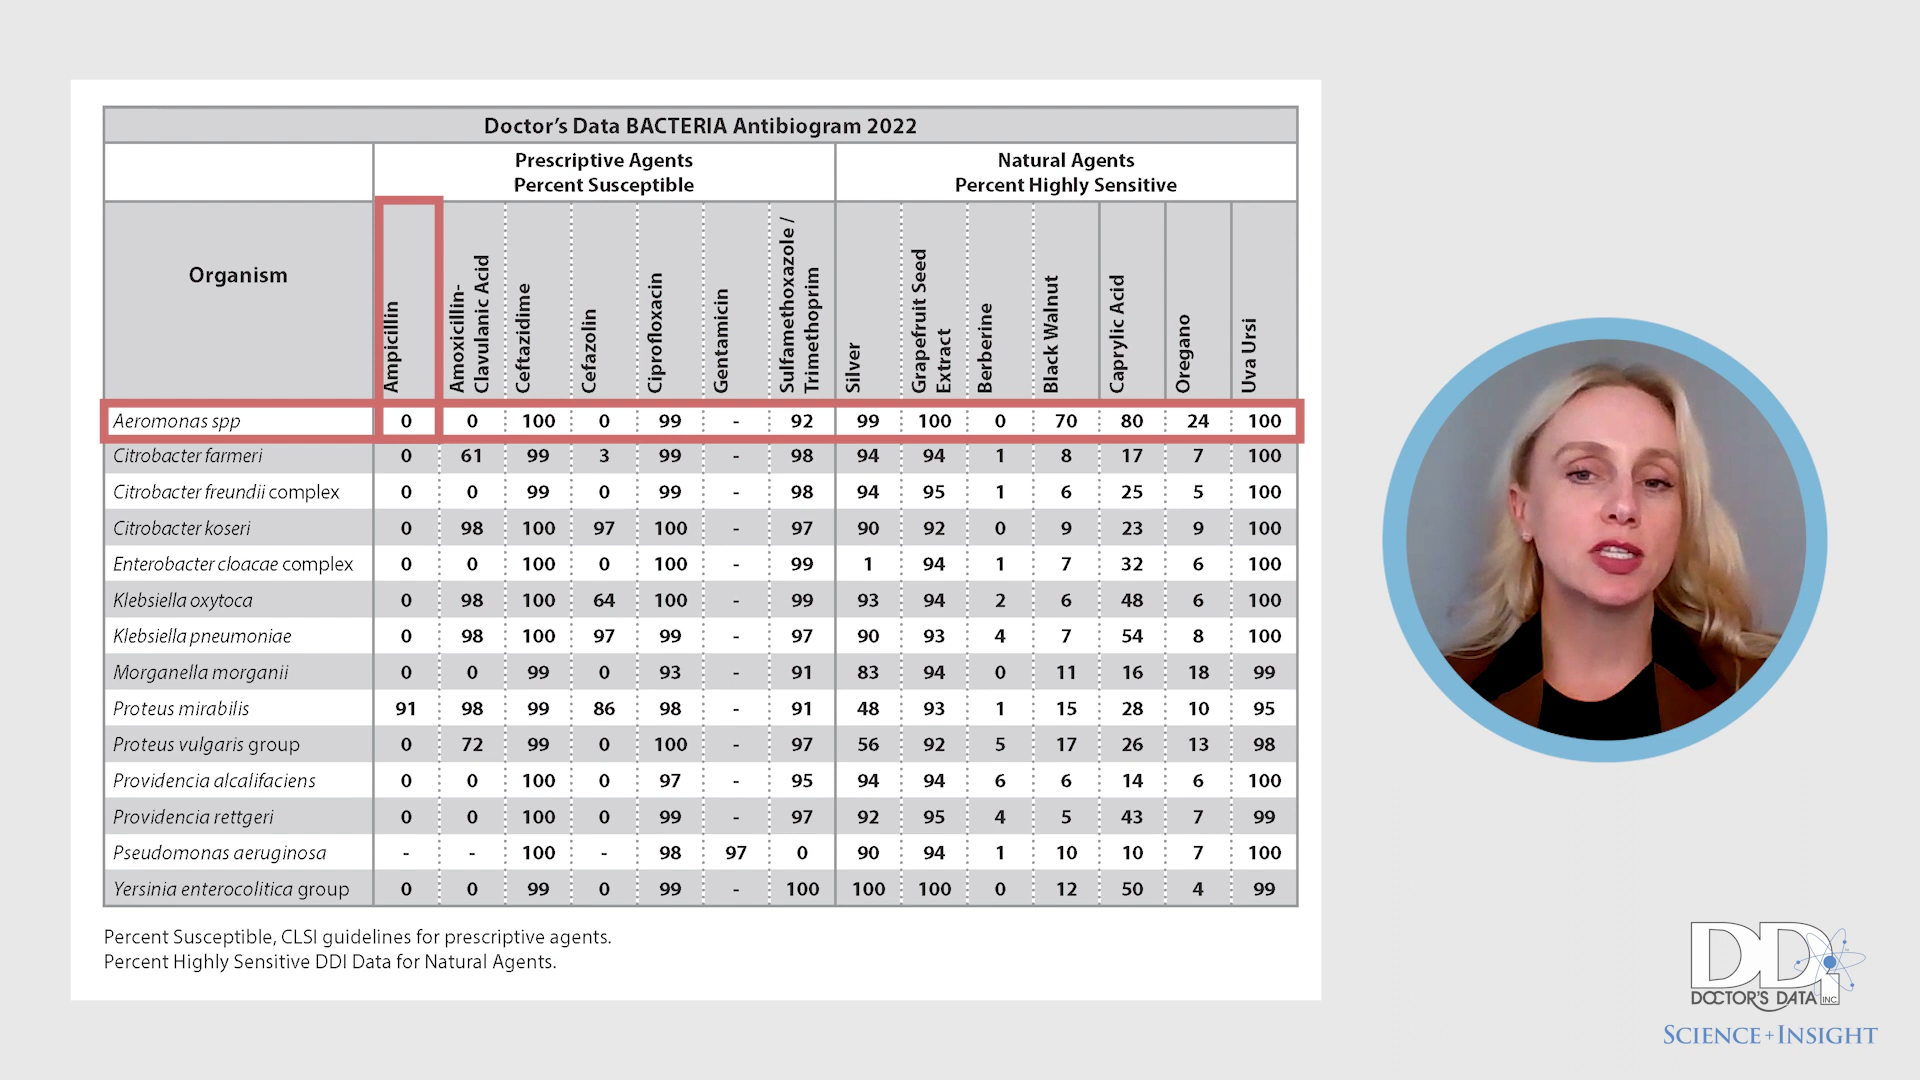 Doctor's Data BACTERIA Antibiogram 2022
Prescriptive Agents
Percent Susceptible
Natural Agents
Percent Highly Sensitive
Organism
Ampicillin
Amoxicillin-
Clavulanic Acid
Ceftazidime
Cefazolin
Ciprofloxacin
Gentamicin
Sulfamethoxazole /
Trimethoprim
Silver
Grapefruit Seed
Extract
Berberine
Black Walnut
Caprylic Acid
Oregano
Uva Ursi
Aeromonas spp 0 0 100 0 99 - 92 99 100 0 70 80 24 100
Citrobacter farmeri 0 61 99 3 99 - 98 94 94 1 8 17 7 100
Citrobacter freundii complex 0 0 99 0 99 - 98 94 95 1 6 25 5 100
Citrobacter koseri 0 98 100 97 100 - 97 90 92 0 9 23 9 100
Enterobacter cloacae complex 0 0 100 0 100 - 99 1 94 1 7 32 6 100
Klebsiella oxytoca 0 98 100 64 100 - 99 93 94 2 6 48 6 100
Klebsiella pneumoniae 0 98 100 97 99 - 97 90 93 4 7 54 8 100
Morganella morganii 0 0 99 0 93 - 91 83 94 0 11 16 18 99
Proteus mirabilis 91 98 99 86 98 - 91 48 93 1 15 28 10 95
Proteus vulgaris group 0 72 99 0 100 - 97 56 92 5 17 26 13 98
Providencia alcalifaciens 0 0 100 0 97 - 95 94 94 6 6 14 6 100
Providencia rettgeri 0 0 100 0 99 - 97 92 95 4 5 43 7 99
Pseudomonas aeruginosa - - 100 - 98 97 0 90 94 1 10 10 7 100
Yersinia enterocolitica group 0 0 99 0 99 - 100 100 100 0 12 50 4 99
Percent Susceptible, CLSI guidelines for prescriptive agents.
Percent Highly Sensitive DDI Data for Natural Agents.
DDI
DOCTOR'S DATA INC.
SCIENCE + INSIGHT